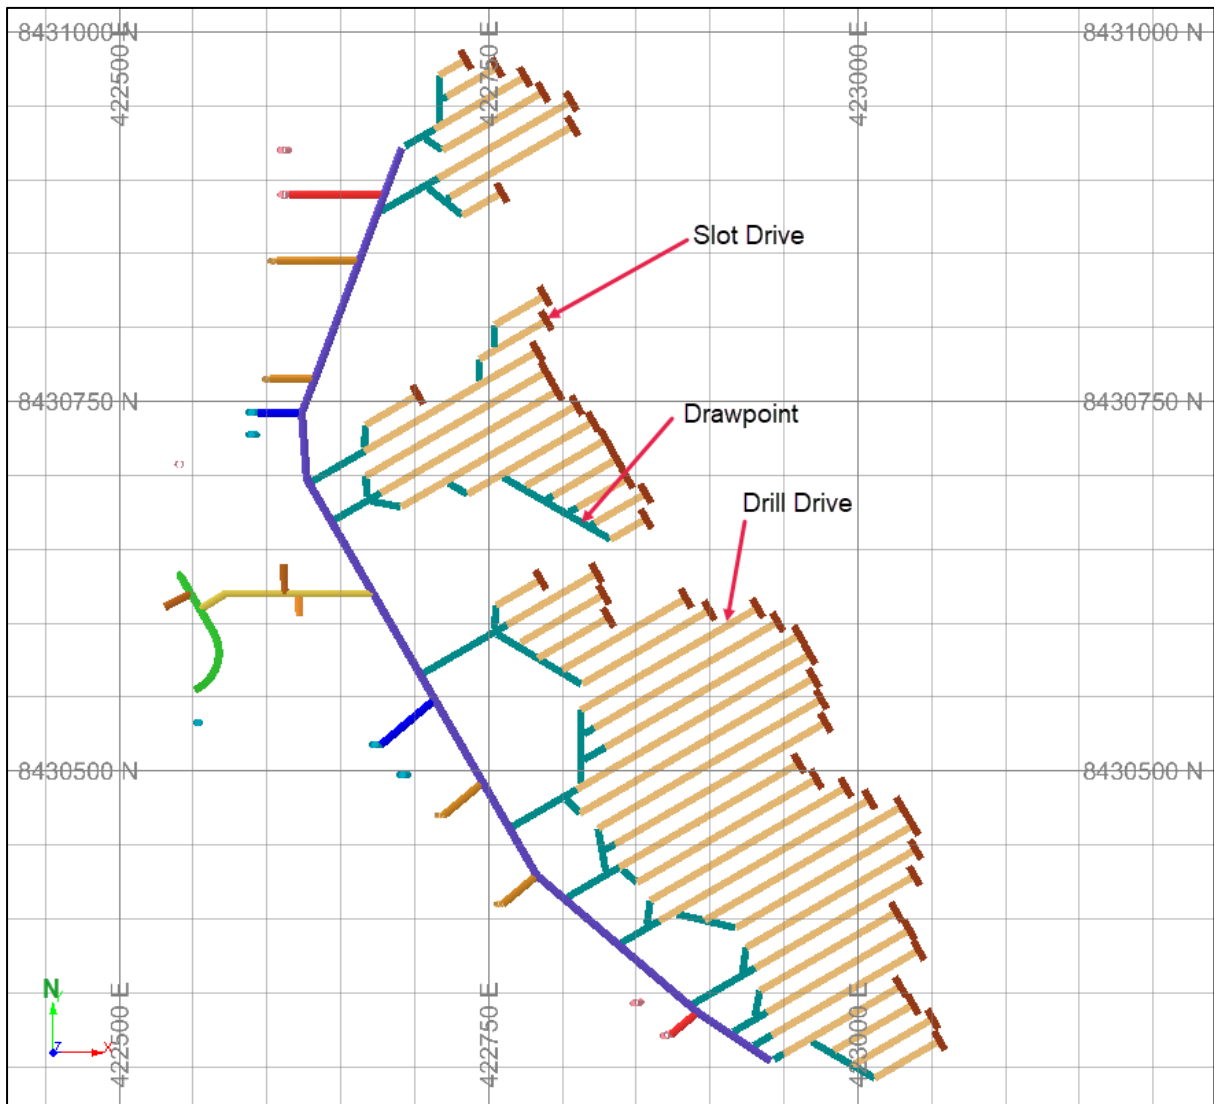 8431000 N
422500 E
422750 E
423000 E
8431000 N
Slot Drive
8430750 N
Drawpoint
8430750 N
Drill Drive
8430500 N
8430500 N
N
Y
Z
X
422500 E
422750 E
423000 E